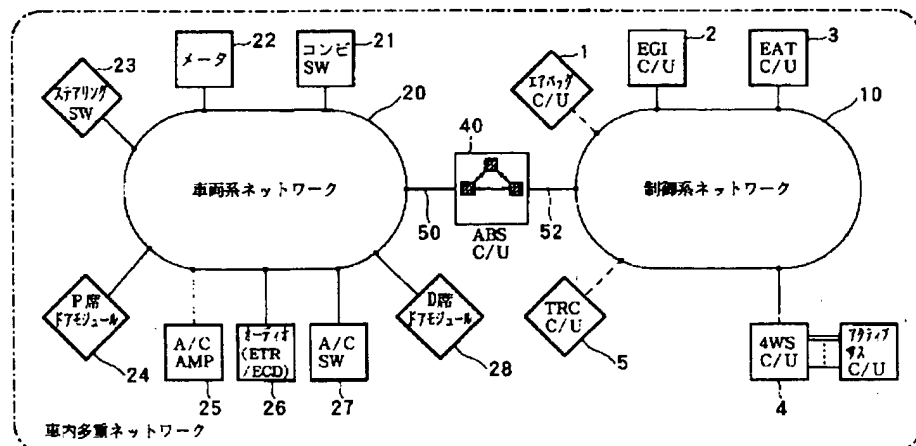 23
22
21
1
2
3
メータ
コンビ
SW
エアバッグ
C/U
EGI
C/U
EAT
C/U
ステアリング
SW
20
10
40
車両系ネットワーク
制御系ネットワーク
50
ABS
C/U
52
P席
ドアモジュール
D席
ドアモジュール
TRC
C/U
A/C
AMP
オーディオ
(ETR
/ECD)
A/C
SW
4WS
C/U
アクティブ
サス
C/U
24
25
26
27
28
5
4
車内多重ネットワーク